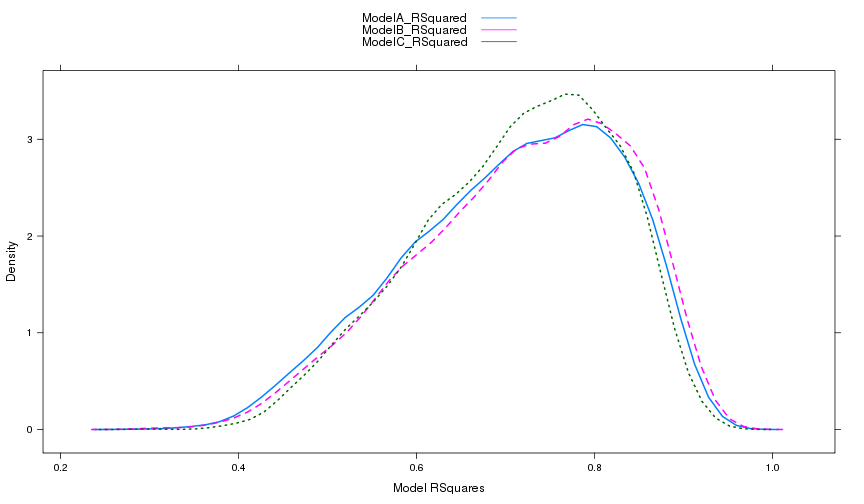 ModelA_RSquared
ModelB_RSquared
ModelC_RSquared
3
2
1
0
Density
0.2 0.4 0.6 0.8 1.0
Model RSquares